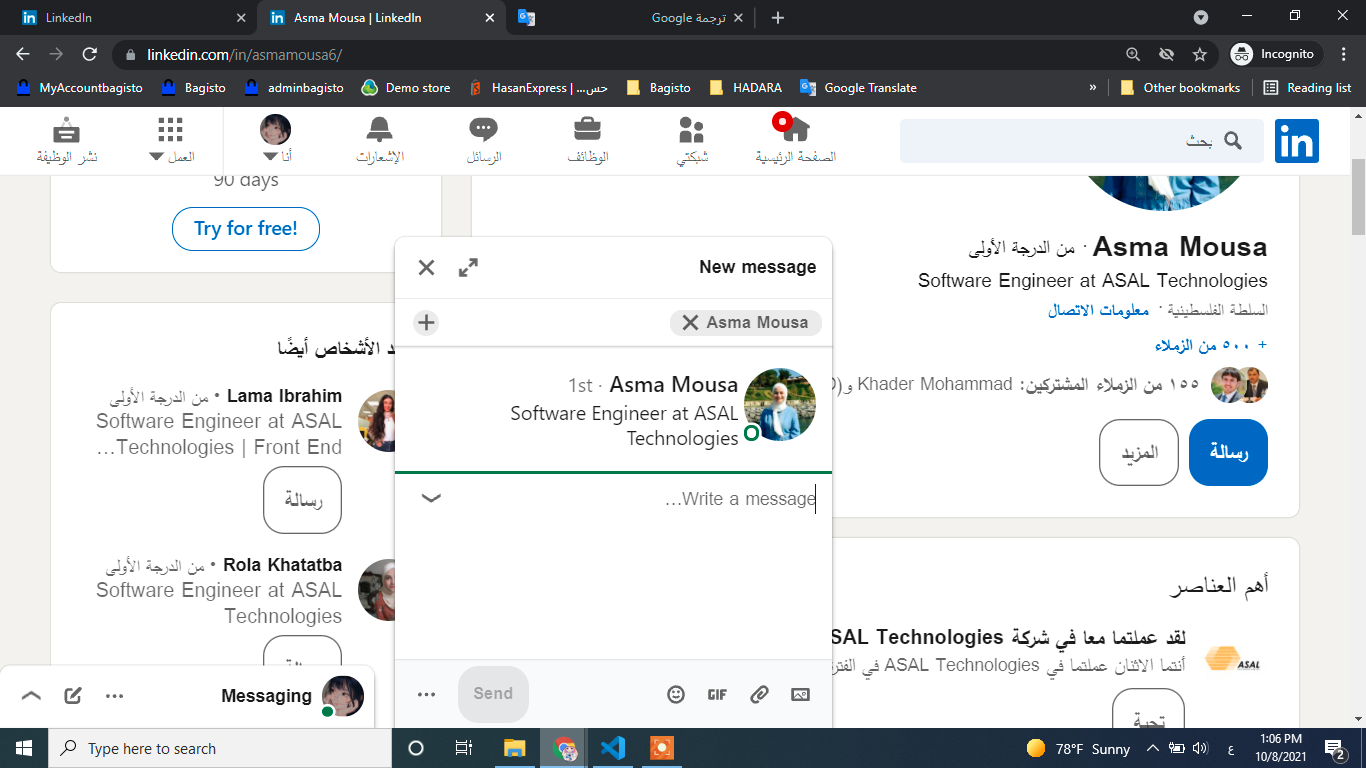 LinkedIn
Asma Mousa | LinkedIn
ترجمة Google
linkedin.com/in/asmamousa6/
Incognito
MyAccountbagisto
Bagisto
adminbagisto
Demo store
HasanExpress | حس...
Bagisto
HADARA
Google Translate
»
Other bookmarks
Reading list
بحث
الصفحة الرئيسية
شبكتي
الوظائف
الرسائل
الإشعارات
أنا
العمل
نشر الوظيفة
90 days
Try for free!
Asma Mousa · من الدرجة الأولى
Software Engineer at ASAL Technologies
السلطة الفلسطينية · معلومات الاتصال
+ ٥٠٠ من الزملاء
١٥٥ من الزملاء المشتركين: Khader Mohammad و
رسالة
المزيد
الأشخاص أيضًا
Lama Ibrahim • من الدرجة الأولى
Software Engineer at ASAL
Technologies | Front End...
رسالة
Rola Khatatba • من الدرجة الأولى
Software Engineer at ASAL
Technologies
رسالة
New message
Asma Mousa
Asma Mousa · 1st
Software Engineer at ASAL
Technologies
Write a message...
Send
GIF
أهم العناصر
لقد عملتما معا في شركة ASAL Technologies
أنتما الاثنان عملتما في ASAL Technologies في
ASAL
تحية
Messaging
Type here to search
78°F Sunny
ع
1:06 PM
10/8/2021
2